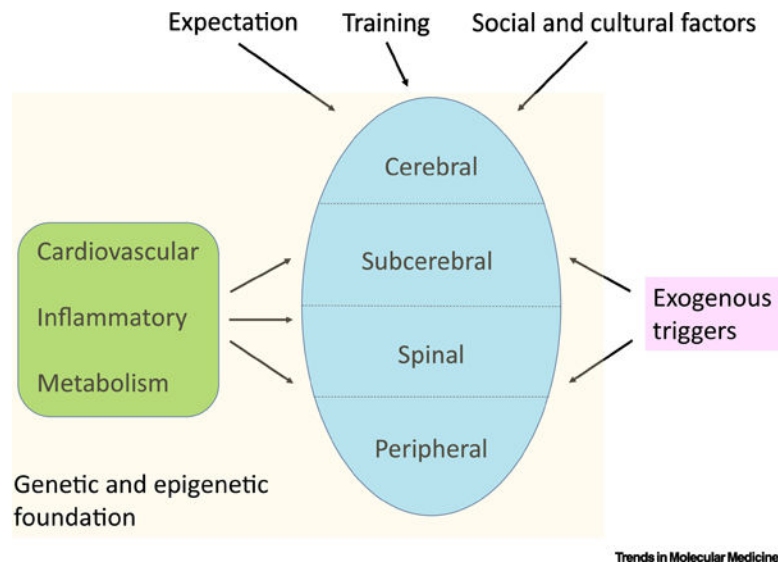 Expectation
Training
Social and cultural factors
Cerebral
Subcerebral
Spinal
Peripheral
Cardiovascular
Inflammatory
Metabolism
Exogenous
triggers
Genetic and epigenetic
foundation
Trends in Molecular Medicine